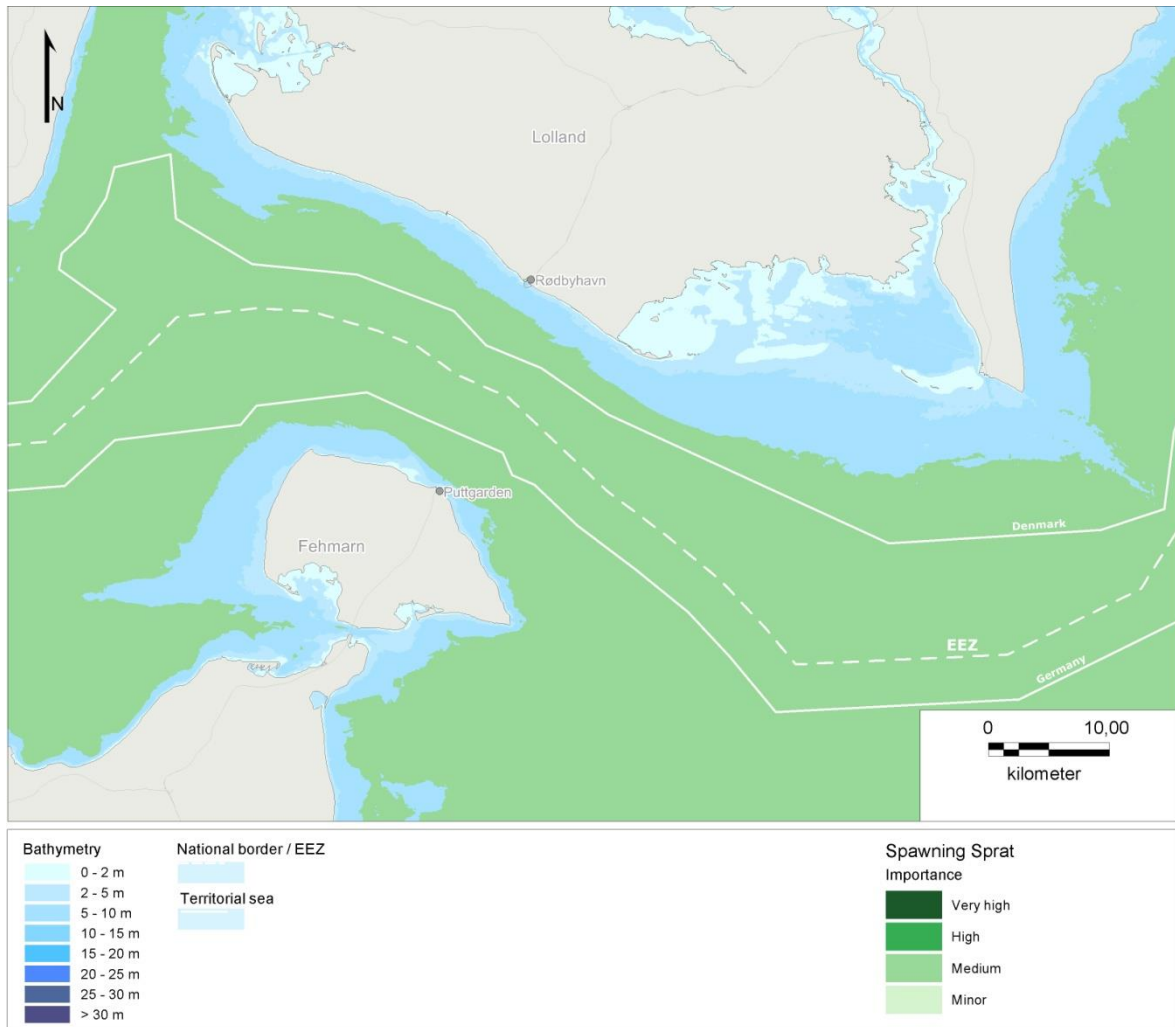 N
Lolland
Rødbyhavn
Puttgarden
Fehmarn
Denmark
EEZ
Germany
0 10,00
kilometer
Bathymetry
0 - 2 m
2 - 5 m
5 - 10 m
10 - 15 m
15 - 20 m
20 - 25 m
25 - 30 m
> 30 m
National border / EEZ
Territorial sea
Spawning Sprat
Importance
Very high
High
Medium
Minor